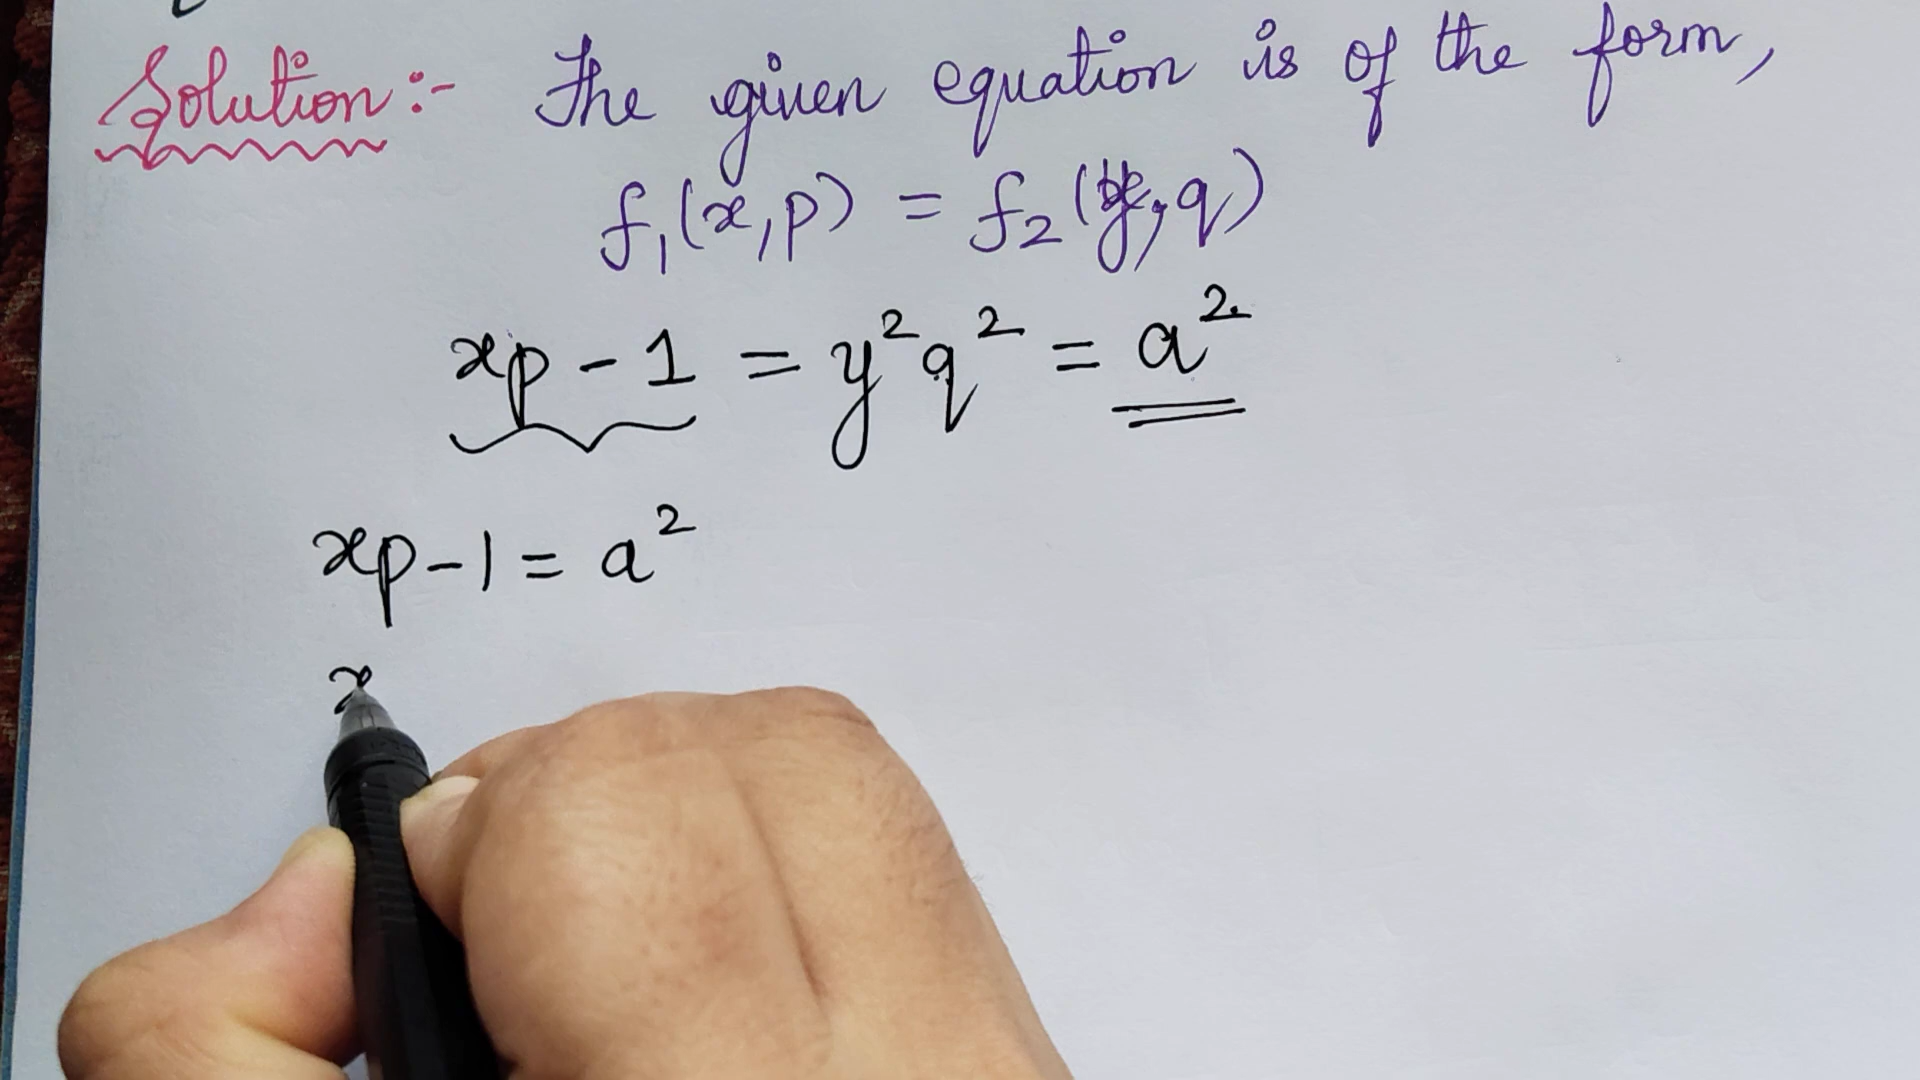 Solution:- The given equation is of the form,
f₁(x,p) = f₂(y,q)
xp - 1 = y²q² = a²
xp - 1 = a²
x